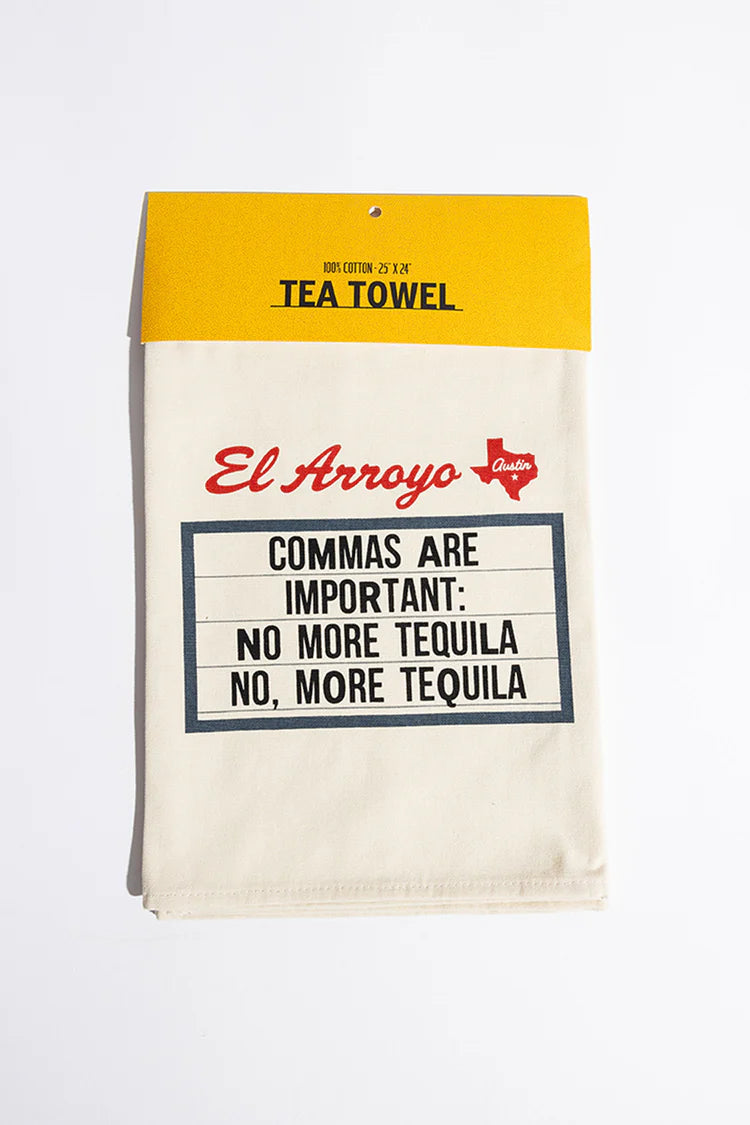 100% COTTON - 25" X 24"
TEA TOWEL
El Arroyo Austin
COMMAS ARE
IMPORTANT:
NO MORE TEQUILA
NO, MORE TEQUILA